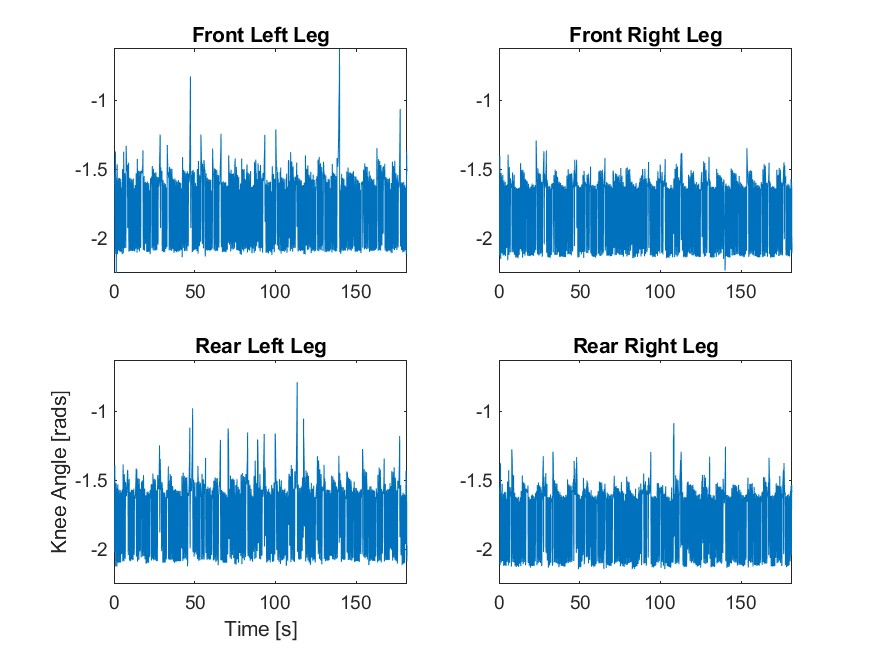 Front Left Leg
Front Right Leg
-1
-1.5
-2
0 50 100 150
-1
-1.5
-2
0 50 100 150
Rear Left Leg
Rear Right Leg
Knee Angle [rads]
-1
-1.5
-2
0 50 100 150
Time [s]
-1
-1.5
-2
0 50 100 150